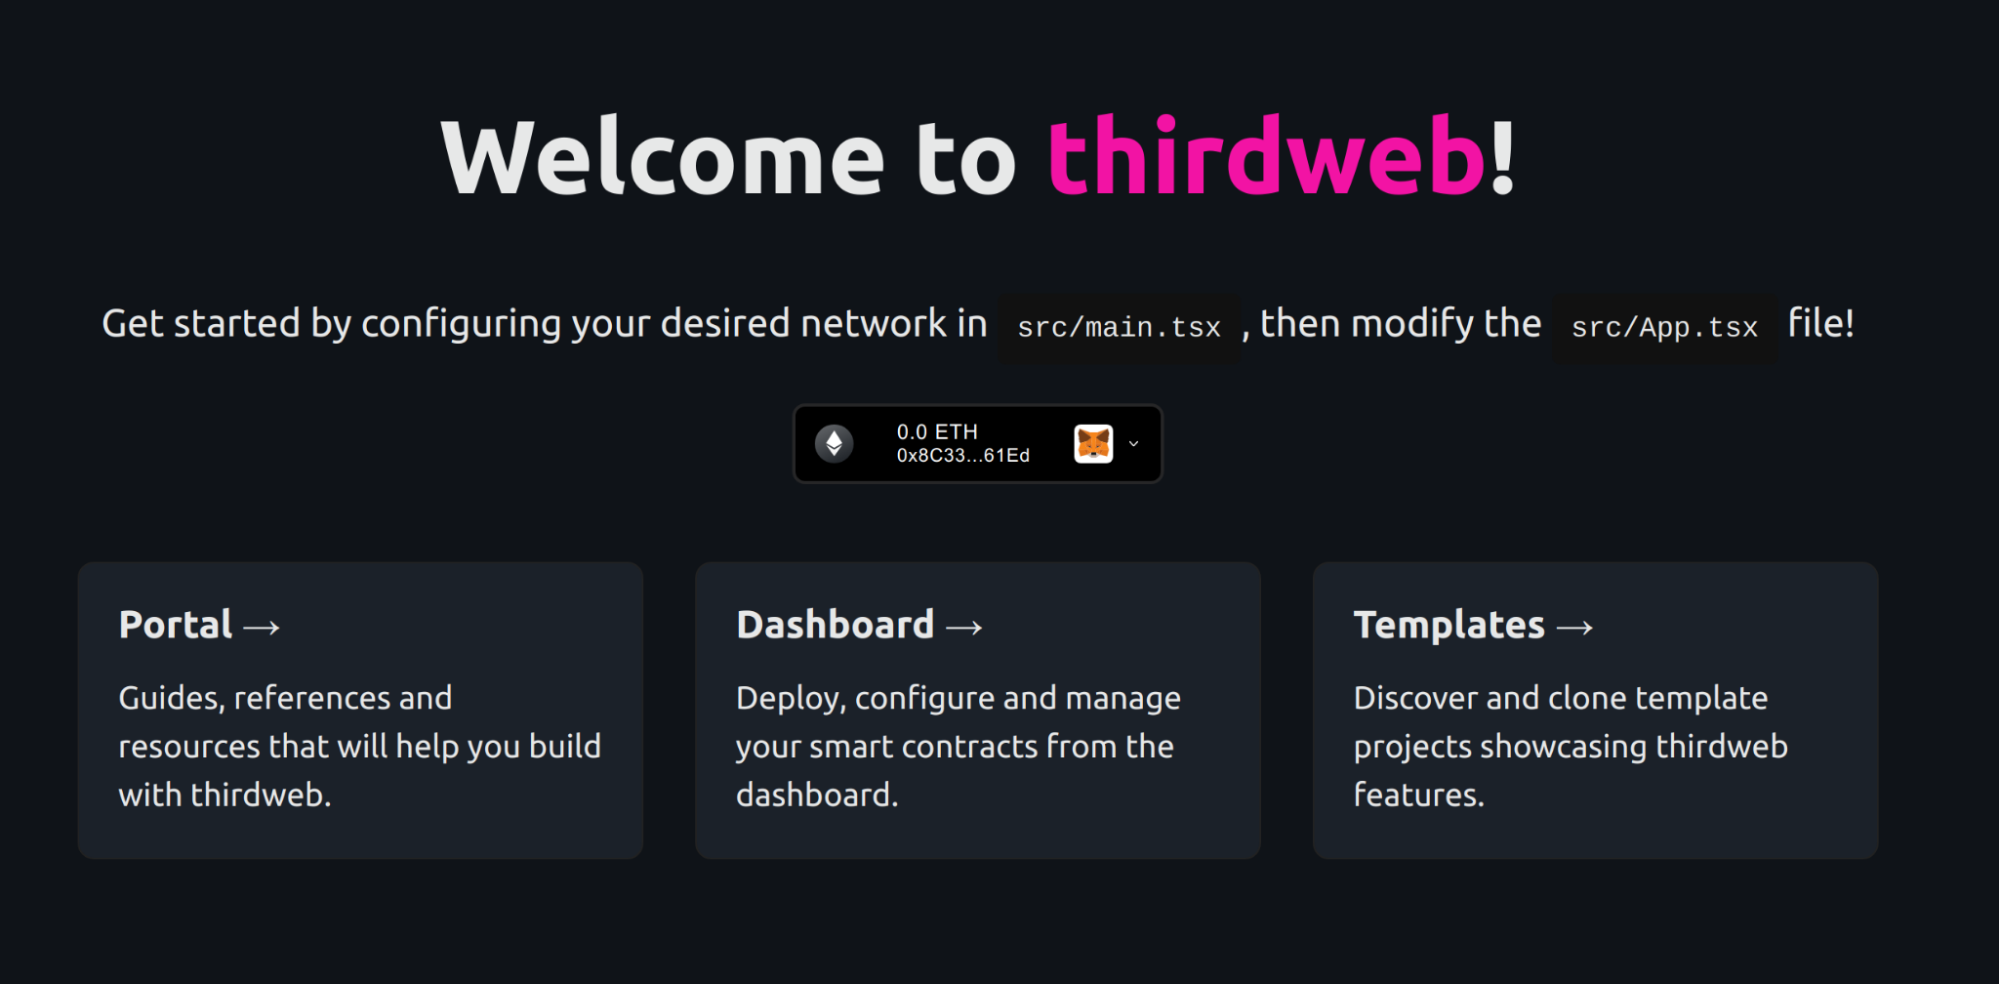 Welcome to thirdweb!
Get started by configuring your desired network in src/main.tsx , then modify the src/App.tsx file!
0.0 ETH
0x8C33...61Ed
Portal →
Guides, references and
resources that will help you build
with thirdweb.
Dashboard →
Deploy, configure and manage
your smart contracts from the
dashboard.
Templates →
Discover and clone template
projects showcasing thirdweb
features.